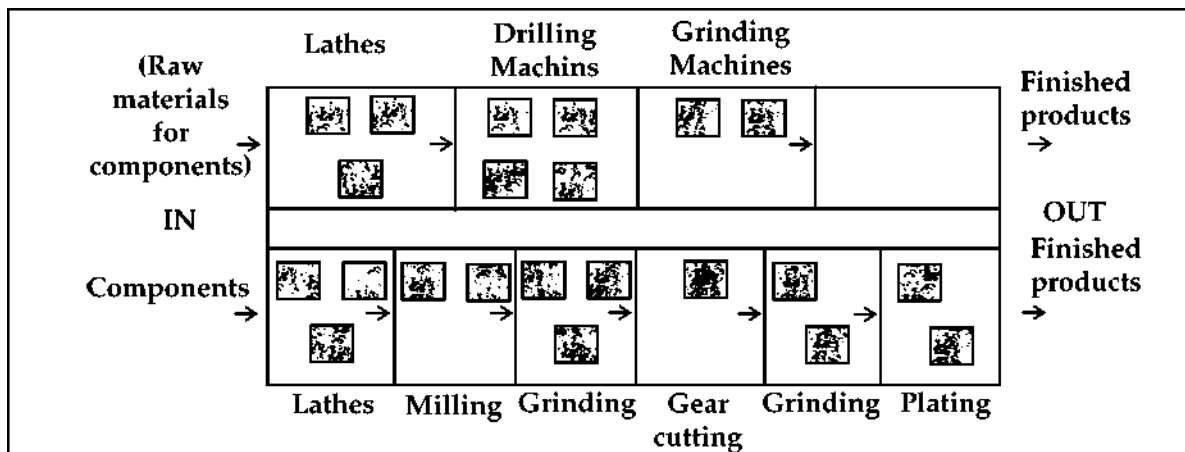 Lathes
Drilling
Machins
Grinding
Machines
(Raw
materials
for
components)
Finished
products
IN
OUT
Components
Finished
products
Lathes
Milling
Grinding
Gear
cutting
Grinding
Plating